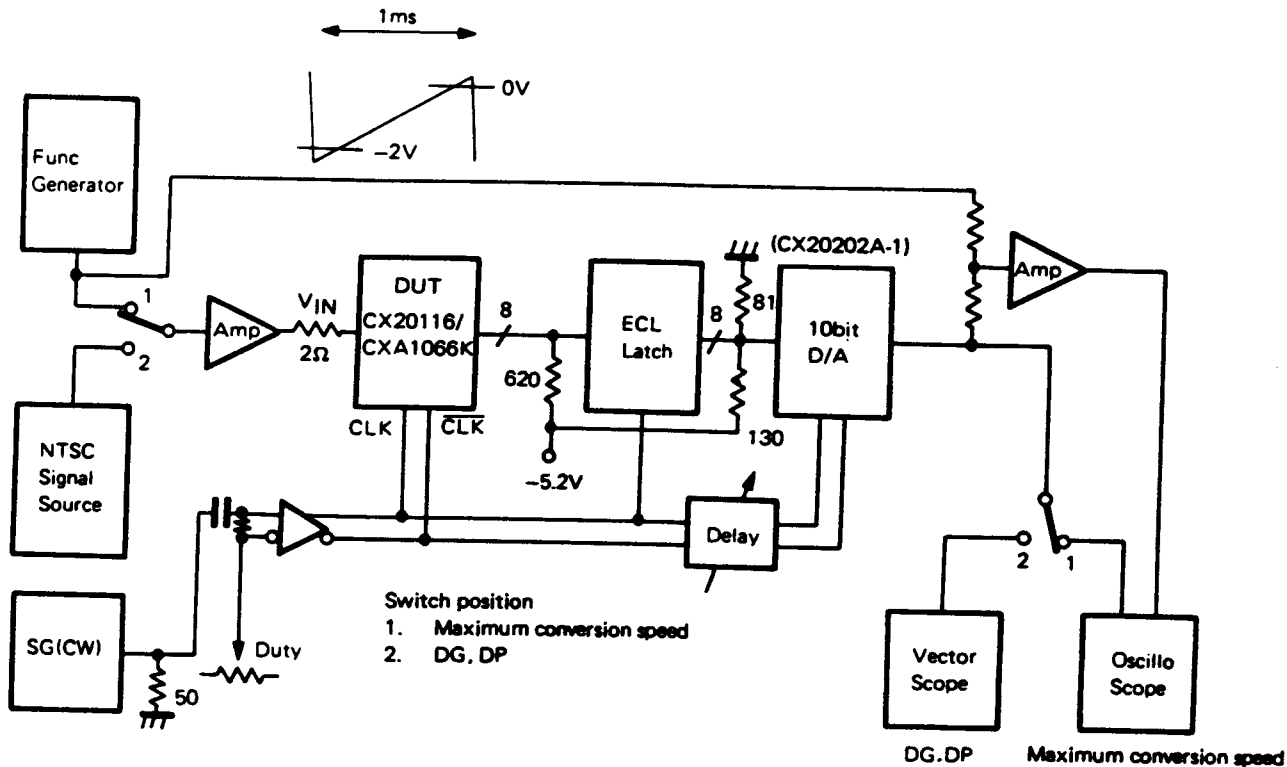 1ms
0V
−2V
Func
Generator
1
2
Amp
VIN
2Ω
DUT
CX20116/
CXA1066K
8
620
−5.2V
ECL
Latch
8
81
130
(CX20202A-1)
10bit
D/A
Amp
CLK
CLK
NTSC
Signal
Source
Delay
SG(CW)
50
Duty
Switch position
1. Maximum conversion speed
2. DG, DP
2
1
Vector
Scope
Oscillo
Scope
DG.DP
Maximum conversion speed